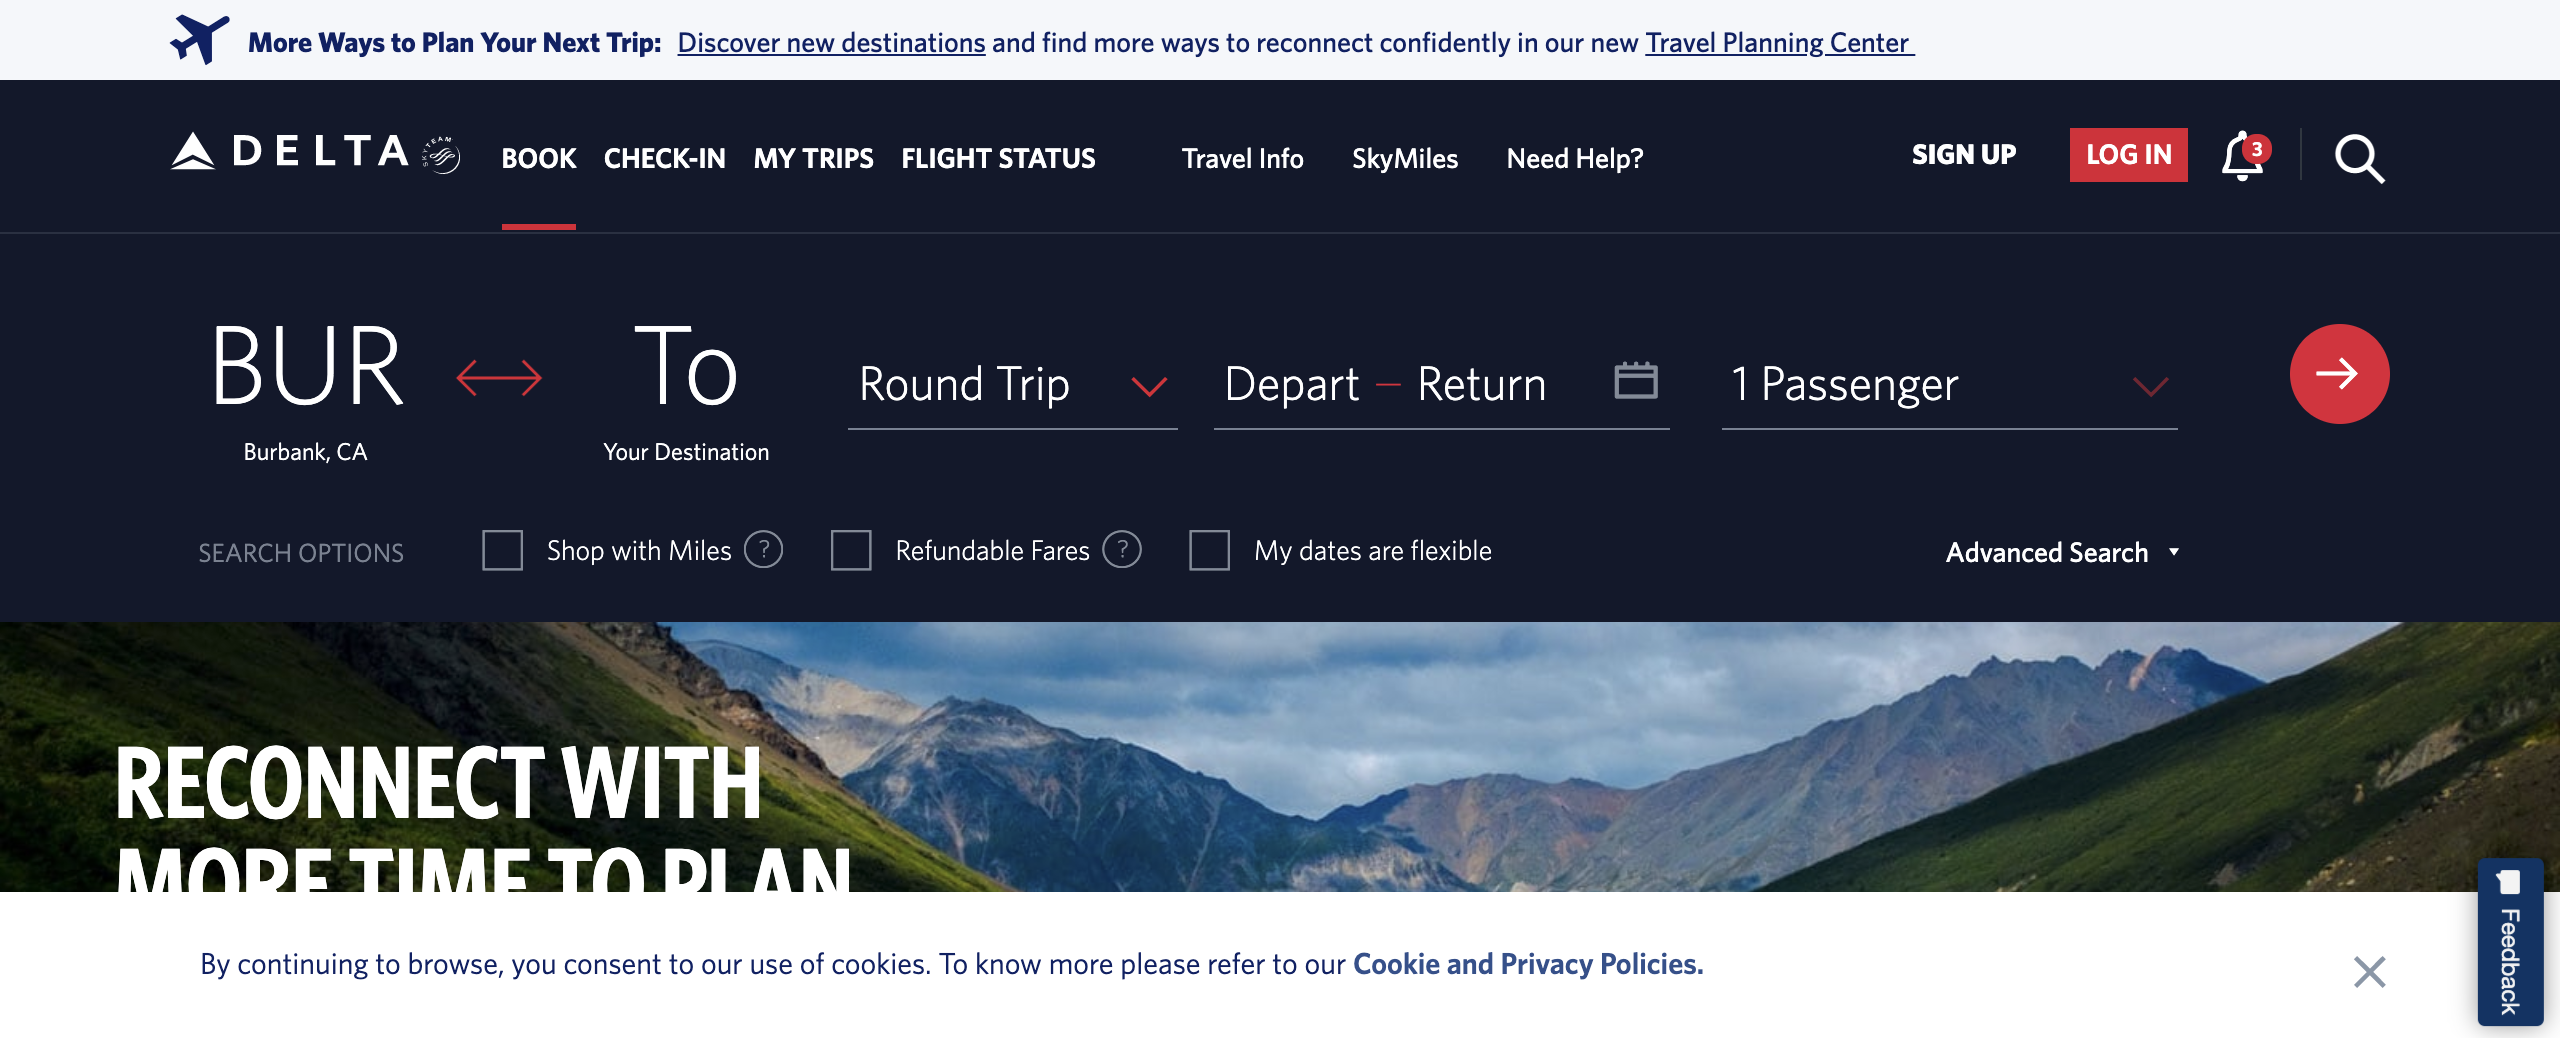 More Ways to Plan Your Next Trip: Discover new destinations and find more ways to reconnect confidently in our new Travel Planning Center
DELTA SKYTEAM BOOK CHECK-IN MY TRIPS FLIGHT STATUS Travel Info SkyMiles Need Help? SIGN UP LOG IN 3
BUR To Round Trip Depart – Return 1 Passenger
Burbank, CA Your Destination
SEARCH OPTIONS Shop with Miles ? Refundable Fares ? My dates are flexible Advanced Search
RECONNECT WITH
MORE TIME TO PLAN
By continuing to browse, you consent to our use of cookies. To know more please refer to our Cookie and Privacy Policies.
Feedback